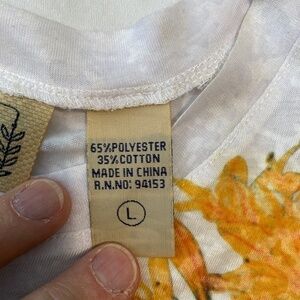 65%POLYESTER
35%COTTON
MADE IN CHINA
R.N.NO: 94153
L